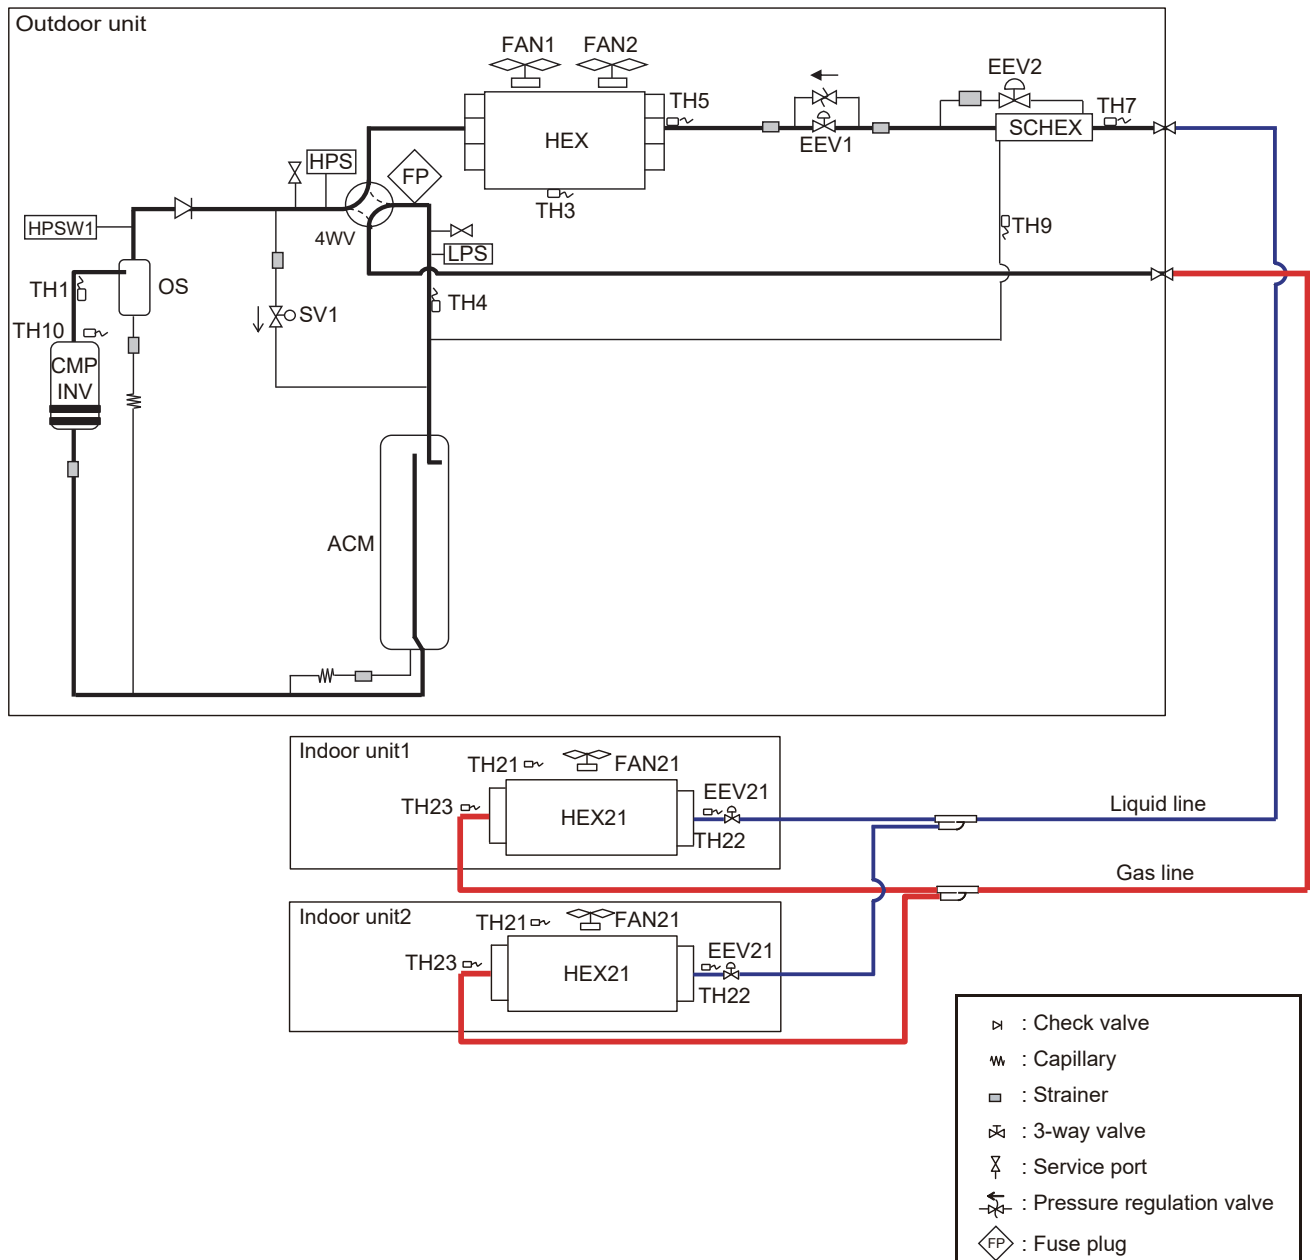 Outdoor unit
FAN1
FAN2
EEV2
TH5
TH7
HEX
EEV1
SCHEX
HPS
FP
TH3
HPSW1
4WV
LPS
TH9
TH1
OS
TH4
SV1
TH10
CMP
INV
ACM
Indoor unit1
TH21
FAN21
EEV21
TH23
HEX21
TH22
Liquid line
Gas line
Indoor unit2
TH21
FAN21
EEV21
TH23
HEX21
TH22
: Check valve
: Capillary
: Strainer
: 3-way valve
: Service port
: Pressure regulation valve
FP : Fuse plug